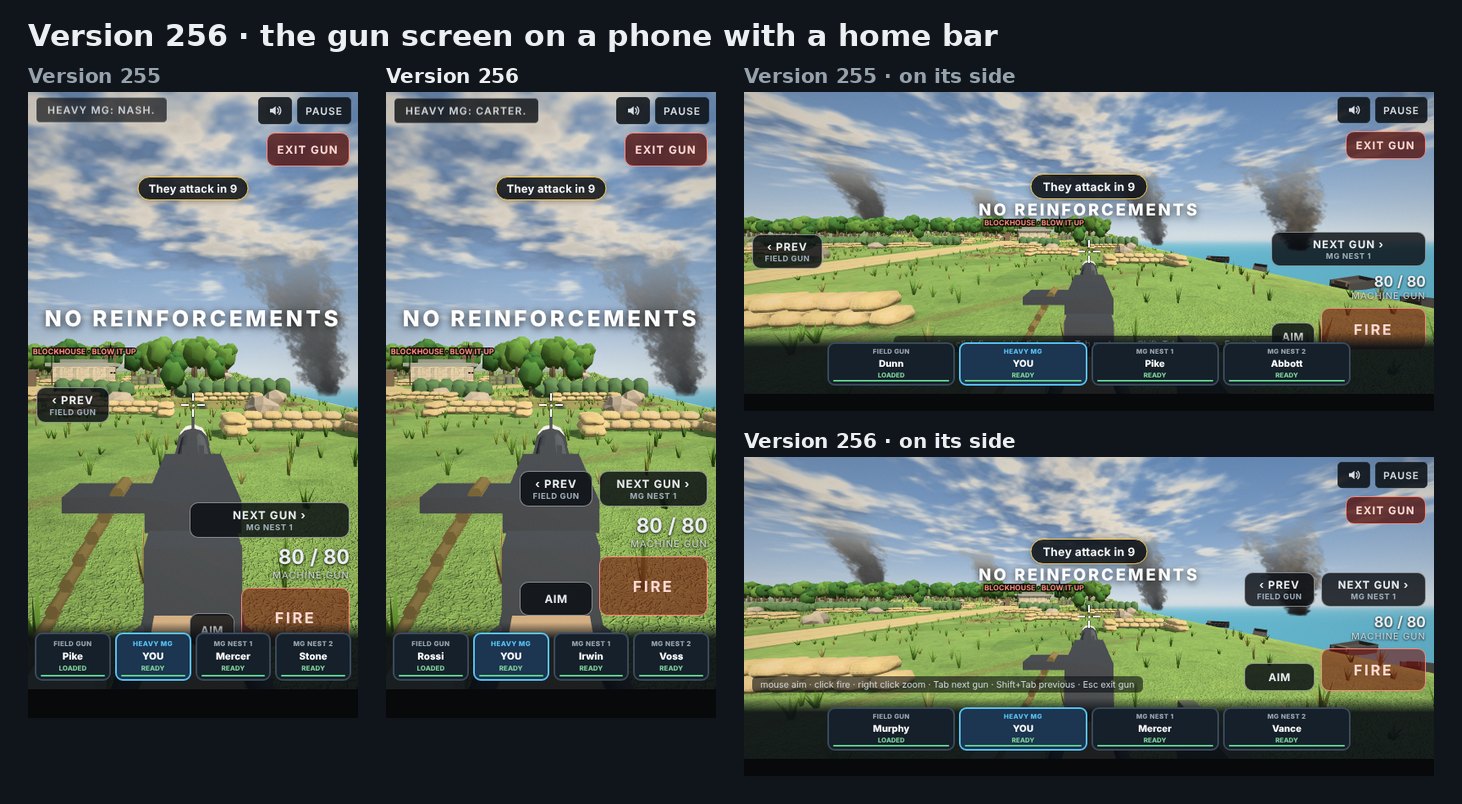 Version 256 · the gun screen on a phone with a home bar
Version 255
HEAVY MG: NASH.
PAUSE
EXIT GUN
They attack in 9
NO REINFORCEMENTS
BLOCKHOUSE · BLOW IT UP
‹ PREV
FIELD GUN
NEXT GUN ›
MG NEST 1
80 / 80
MACHINE GUN
FIRE
AIM
FIELD GUN
Pike
LOADED
HEAVY MG
YOU
READY
MG NEST 1
Mercer
READY
MG NEST 2
Stone
READY
Version 256
HEAVY MG: CARTER.
PAUSE
EXIT GUN
They attack in 9
NO REINFORCEMENTS
BLOCKHOUSE · BLOW IT UP
‹ PREV
FIELD GUN
NEXT GUN ›
MG NEST 1
80 / 80
MACHINE GUN
FIRE
AIM
FIELD GUN
Rossi
LOADED
HEAVY MG
YOU
READY
MG NEST 1
Irwin
READY
MG NEST 2
Voss
READY
Version 255 · on its side
PAUSE
EXIT GUN
They attack in 9
NO REINFORCEMENTS
BLOCKHOUSE · BLOW IT UP
‹ PREV
FIELD GUN
NEXT GUN ›
MG NEST 1
80 / 80
MACHINE GUN
FIRE
AIM
FIELD GUN
Dunn
LOADED
HEAVY MG
YOU
READY
MG NEST 1
Pike
READY
MG NEST 2
Abbott
READY
Version 256 · on its side
PAUSE
EXIT GUN
They attack in 9
NO REINFORCEMENTS
BLOCKHOUSE · BLOW IT UP
‹ PREV
FIELD GUN
NEXT GUN ›
MG NEST 1
80 / 80
MACHINE GUN
FIRE
AIM
mouse aim · click fire · right click zoom · Tab next gun · Shift+Tab previous · Esc exit gun
FIELD GUN
Murphy
LOADED
HEAVY MG
YOU
READY
MG NEST 1
Mercer
READY
MG NEST 2
Vance
READY